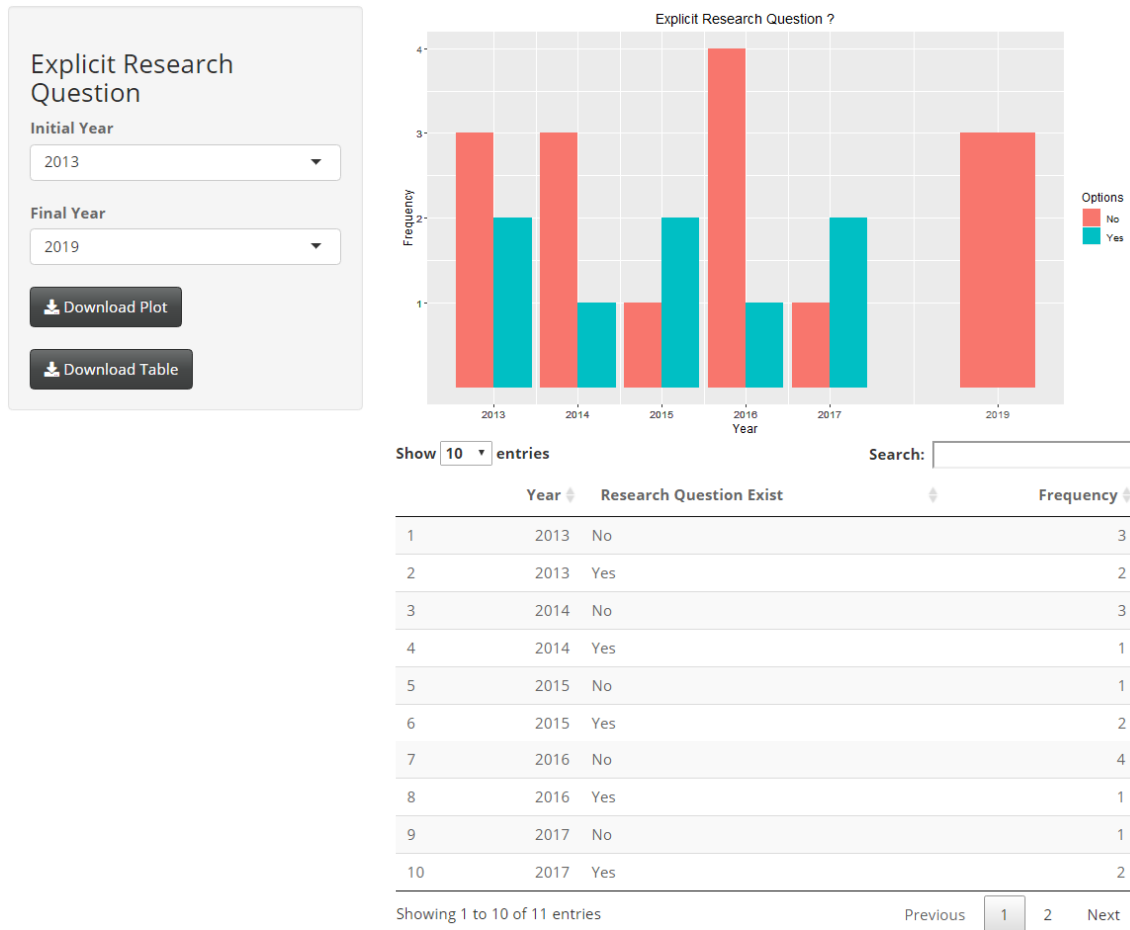 Explicit Research
Question
Initial Year
2013
Final Year
2019
Download Plot
Download Table
Explicit Research Question ?
Frequency
4
3
2
1
2013 2014 2015 2016 2017 2019
Year
Options
No
Yes
Show 10 entries Search:
Year Research Question Exist Frequency
1 2013 No 3
2 2013 Yes 2
3 2014 No 3
4 2014 Yes 1
5 2015 No 1
6 2015 Yes 2
7 2016 No 4
8 2016 Yes 1
9 2017 No 1
10 2017 Yes 2
Showing 1 to 10 of 11 entries Previous 1 2 Next